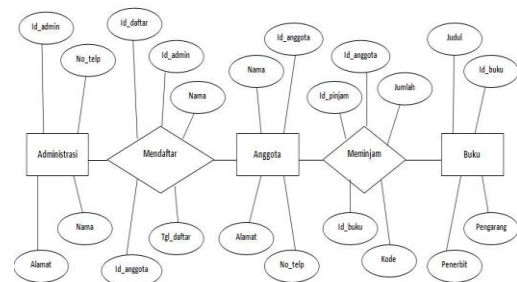 Id_admin
No_telp
Administrasi
Alamat
Nama
Id_daftar
Id_admin
Nama
Mendaftar
Id_anggota
Tgl_daftar
Id_anggota
Nama
Anggota
Alamat
No_telp
Id_anggota
Id_pinjam
Jumlah
Meminjam
Id_buku
Kode
Judul
Id_buku
Buku
Penerbit
Pengarang